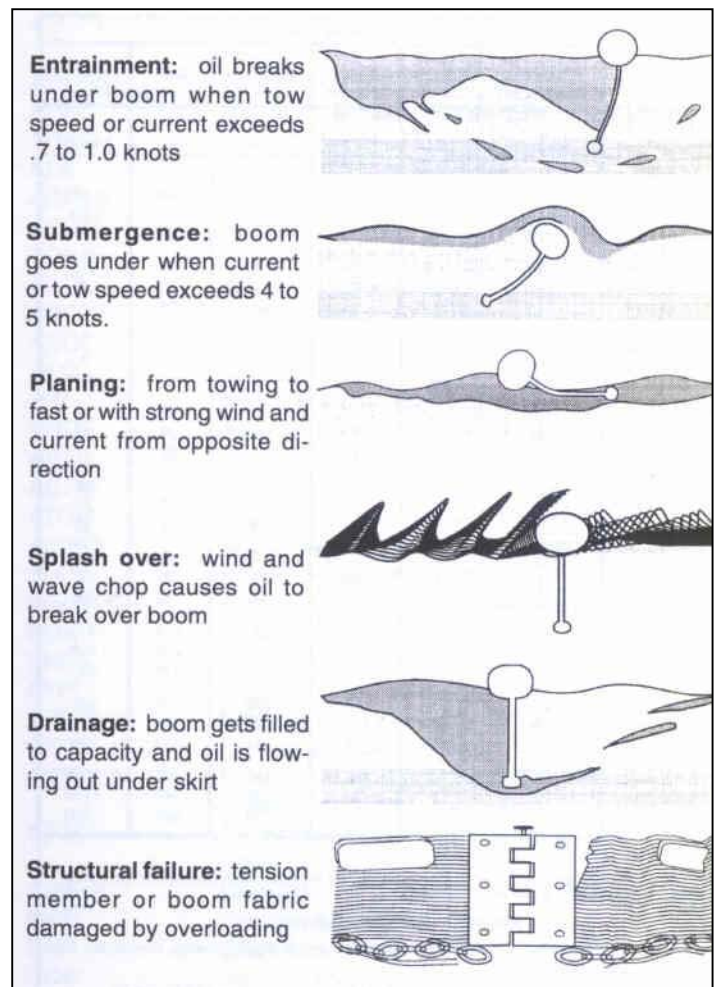 Entrainment: oil breaks
under boom when tow
speed or current exceeds
.7 to 1.0 knots
Submergence: boom
goes under when current
or tow speed exceeds 4 to
5 knots.
Planing: from towing to
fast or with strong wind and
current from opposite di-
rection
Splash over: wind and
wave chop causes oil to
break over boom
Drainage: boom gets filled
to capacity and oil is flow-
ing out under skirt
Structural failure: tension
member or boom fabric
damaged by overloading